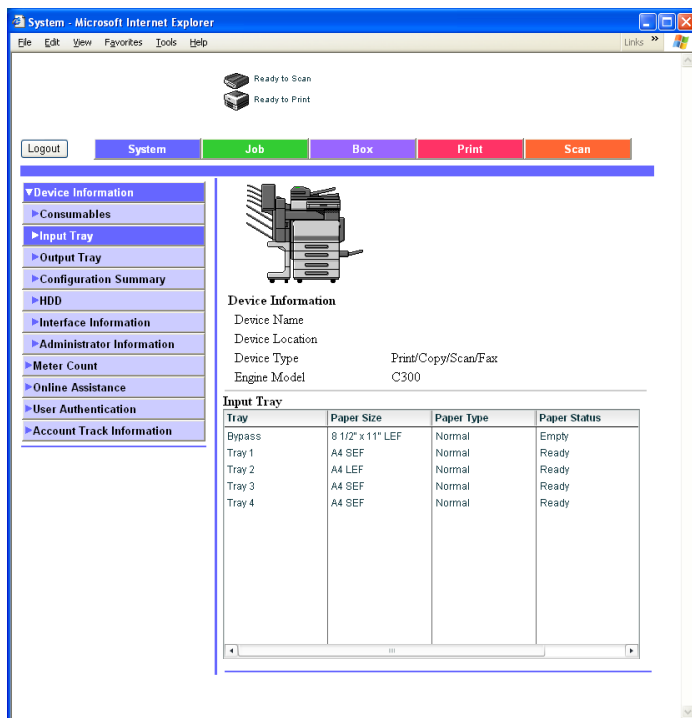 System - Microsoft Internet Explorer
File Edit View Favorites Tools Help Links »
Ready to Scan
Ready to Print
Logout System Job Box Print Scan
▼Device Information
►Consumables
►Input Tray
►Output Tray
►Configuration Summary
►HDD
►Interface Information
►Administrator Information
►Meter Count
►Online Assistance
►User Authentication
►Account Track Information
Device Information
Device Name
Device Location
Device Type Print/Copy/Scan/Fax
Engine Model C300
Input Tray
Tray Paper Size Paper Type Paper Status
Bypass 8 1/2" x 11" LEF Normal Empty
Tray 1 A4 SEF Normal Ready
Tray 2 A4 LEF Normal Ready
Tray 3 A4 SEF Normal Ready
Tray 4 A4 SEF Normal Ready